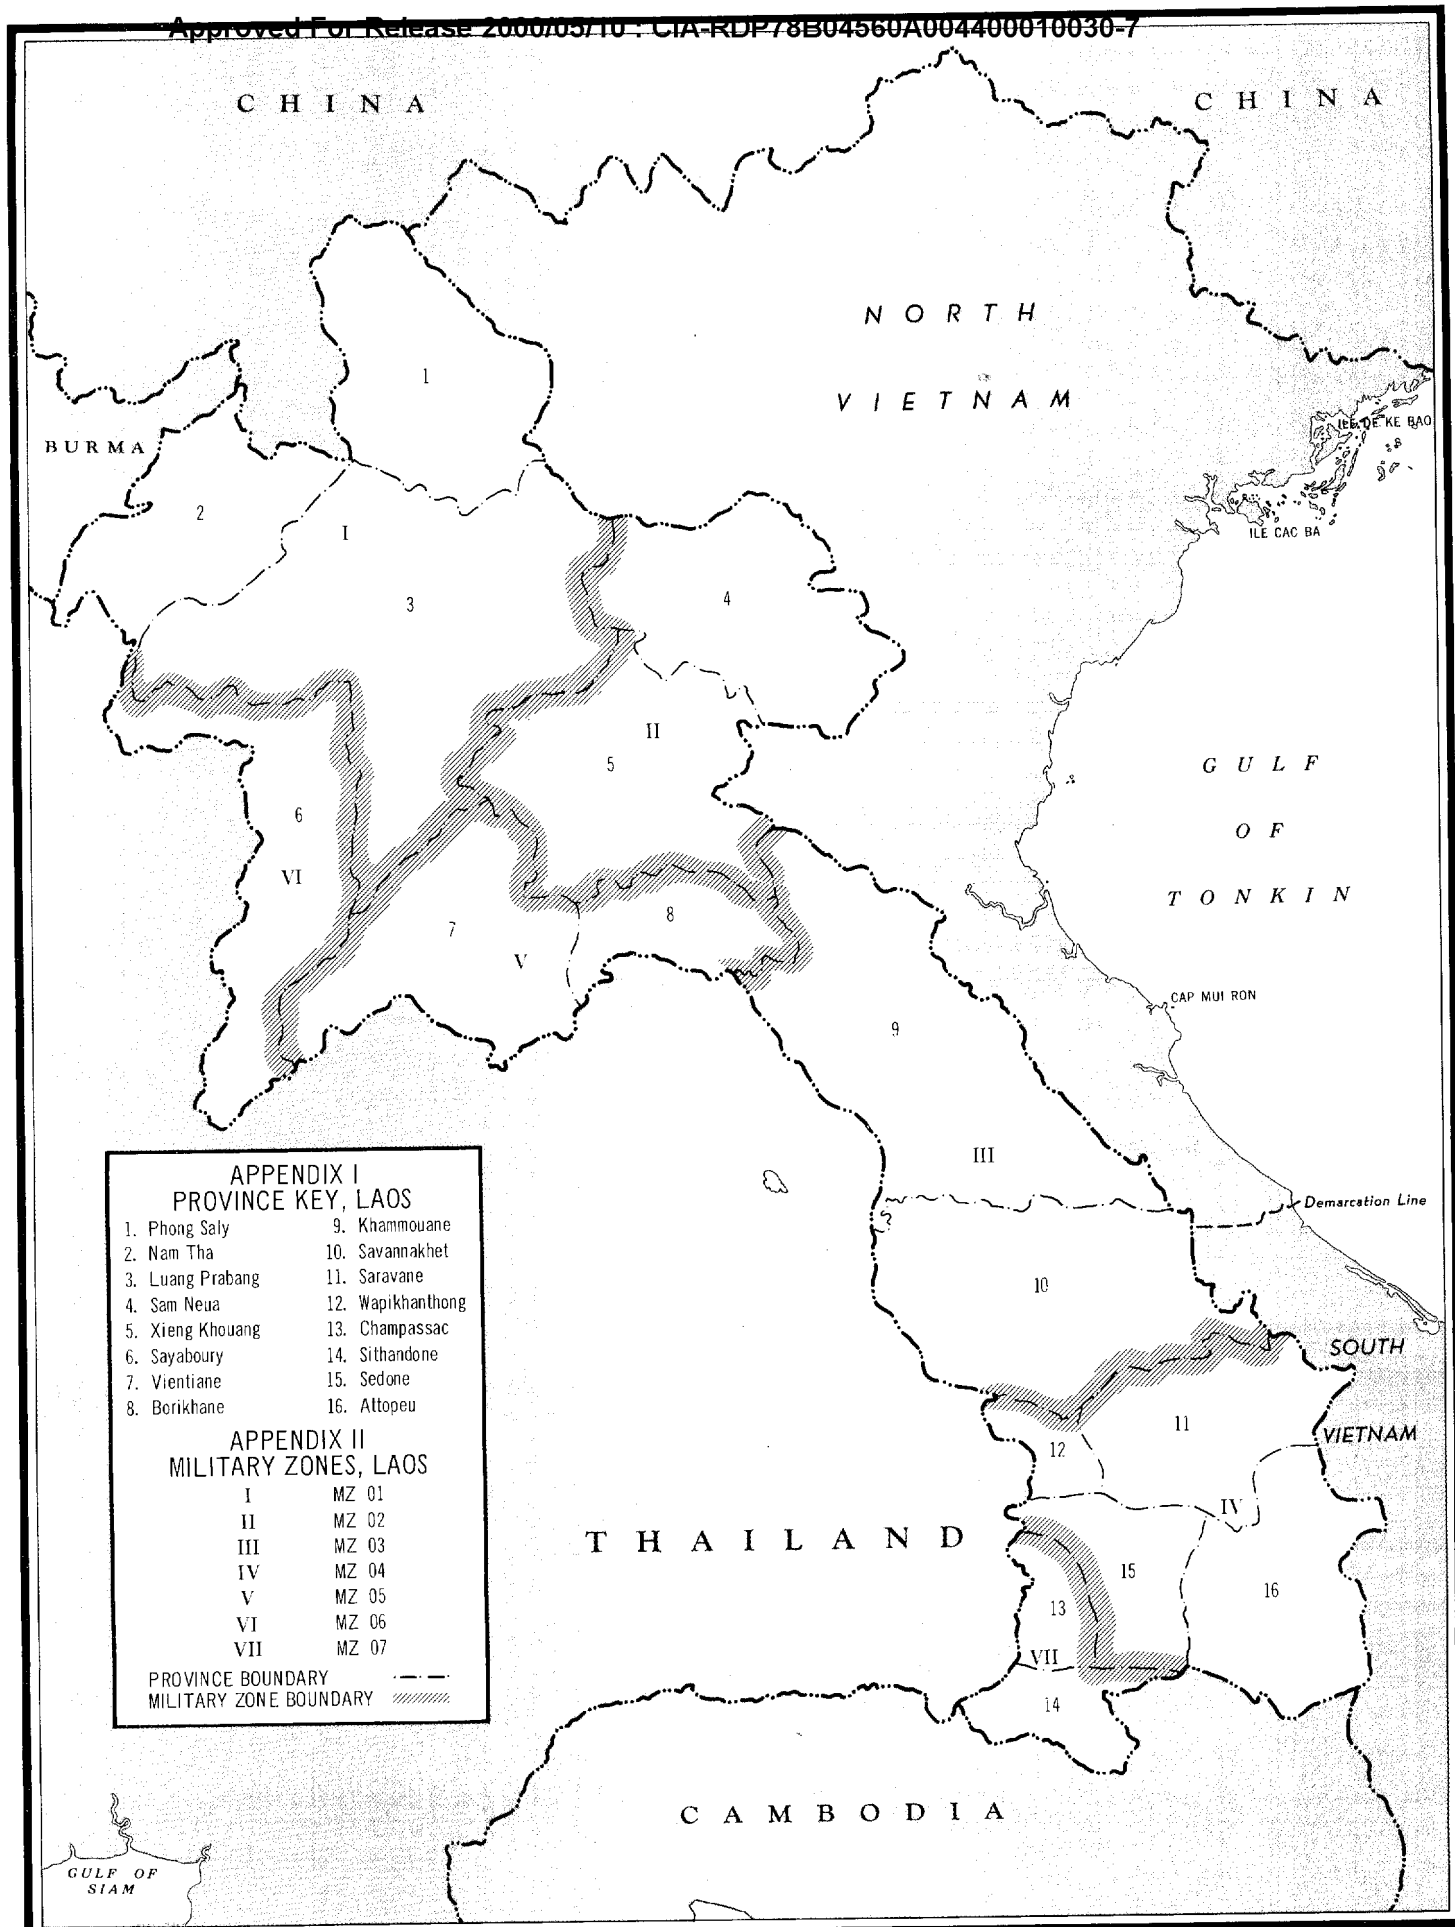 Approved For Release 2000/05/10 : CIA-RDP78B04560A004400010030-7
CHINA
CHINA
NORTH
VIETNAM
1
BURMA
ILE DE KE BAO
2
I
ILE CAC BA
3
4
II
5
GULF
OF
TONKIN
6
VI
7
V
8
CAP MUI RON
9
III
Demarcation Line
10
SOUTH
VIETNAM
11
12
IV
THAILAND
15
16
13
VII
14
CAMBODIA
GULF OF
SIAM
APPENDIX I
PROVINCE KEY, LAOS
1. Phong Saly 9. Khammouane
2. Nam Tha 10. Savannakhet
3. Luang Prabang 11. Saravane
4. Sam Neua 12. Wapikhanthong
5. Xieng Khouang 13. Champassac
6. Sayaboury 14. Sithandone
7. Vientiane 15. Sedone
8. Borikhane 16. Attopeu
APPENDIX II
MILITARY ZONES, LAOS
I MZ 01
II MZ 02
III MZ 03
IV MZ 04
V MZ 05
VI MZ 06
VII MZ 07
PROVINCE BOUNDARY
MILITARY ZONE BOUNDARY